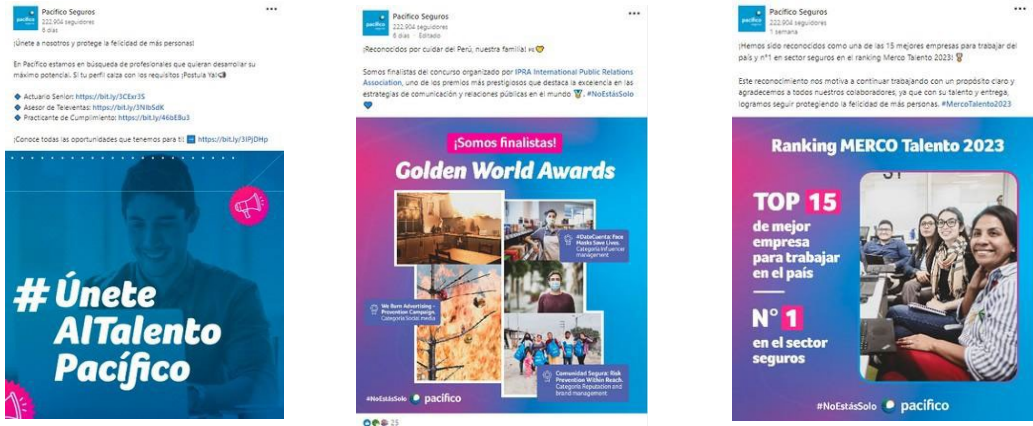 pacífico
Pacífico Seguros
222.904 seguidores
8 días
¡Únete a nosotros y protege la felicidad de más personas!
En Pacífico estamos en búsqueda de profesionales que quieran desarrollar su
máximo potencial. Si tu perfil calza con los requisitos ¡Postula Ya!
Actuario Senior: https://bit.ly/3CExr3S
Asesor de Televentas: https://bit.ly/3NIb5dK
Practicante de Cumplimiento: https://bit.ly/46bEBu3
¡Conoce todas las oportunidades que tenemos para ti! https://bit.ly/3IPJDHp
#Únete
AlTalento
Pacífico
pacífico
Pacífico Seguros
222.904 seguidores
8 días · Editado
¡Reconocidos por cuidar del Perú, nuestra familia!
Somos finalistas del concurso organizado por IPRA International Public Relations
Association, uno de los premios más prestigiosos que destaca la excelencia en las
estrategias de comunicación y relaciones públicas en el mundo #NoEstásSolo
¡Somos finalistas!
Golden World Awards
#DateCuenta: Face
Masks Save Lives.
Categoría Influencer
management
We Burn Advertising -
Prevention Campaign.
Categoría Social media
Comunidad Segura: Risk
Prevention Within Reach.
Categoría Reputation and
brand management
#NoEstásSolo pacífico
25
pacífico
Pacífico Seguros
222.904 seguidores
1 semana
¡Hemos sido reconocidos como una de las 15 mejores empresas para trabajar del
país y n°1 en sector seguros en el ranking Merco Talento 2023!
Este reconocimiento nos motiva a continuar trabajando con un propósito claro y
agradecemos a todos nuestros colaboradores, ya que con su talento y entrega,
logramos seguir protegiendo la felicidad de más personas. #MercoTalento2023
Ranking MERCO Talento 2023
TOP 15
de mejor
empresa
para trabajar
en el país
N° 1
en el sector
seguros
#NoEstásSolo pacífico